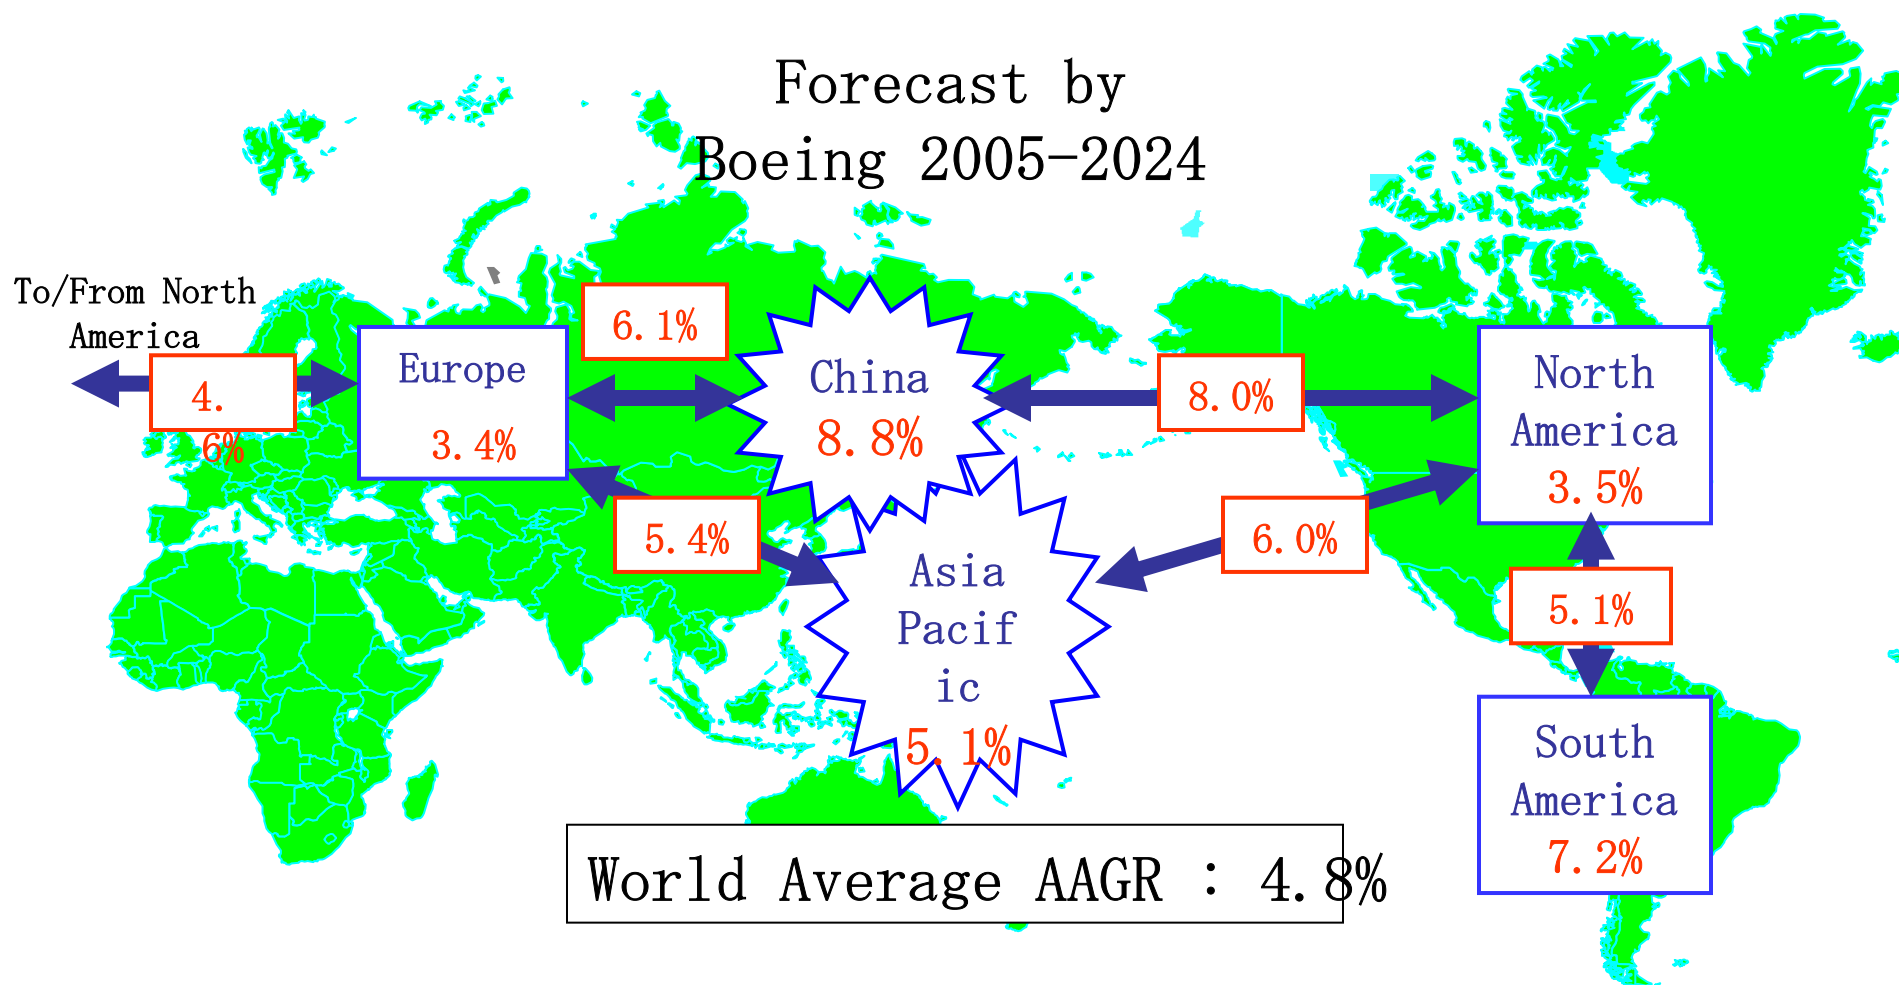 Forecast by
Boeing 2005-2024
To/From North
America
4.
6%
Europe
3.4%
6.1%
China
8.8%
8.0%
North
America
3.5%
5.4%
Asia
Pacif
ic
5.1%
6.0%
5.1%
South
America
7.2%
World Average AAGR : 4.8%